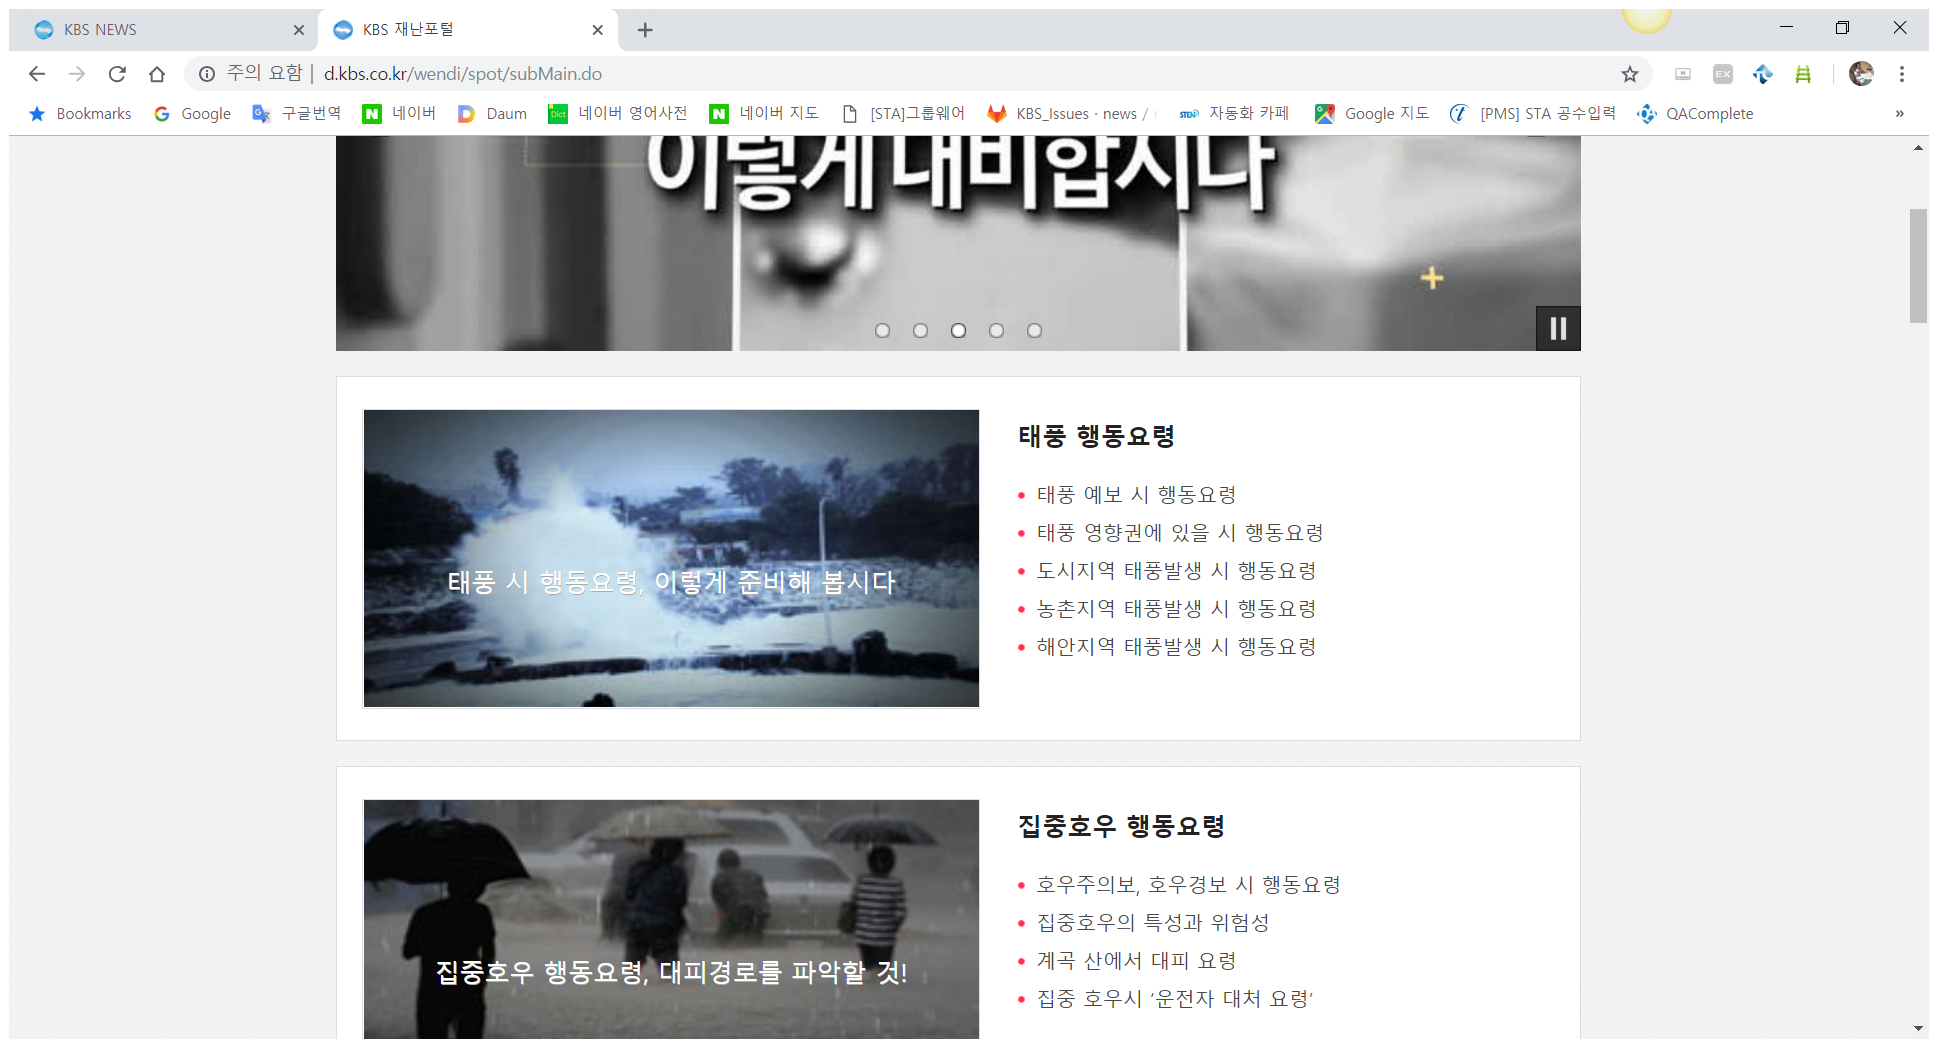 KBS NEWS
KBS 재난포털
주의 요함 | d.kbs.co.kr/wendi/spot/subMain.do
Bookmarks
Google
구글번역
네이버
Daum
네이버 영어사전
네이버 지도
[STA]그룹웨어
KBS_Issues · news /
자동화 카페
Google 지도
[PMS] STA 공수입력
QAComplete
이렇게 대비합시다
태풍 시 행동요령, 이렇게 준비해 봅시다
태풍 행동요령
태풍 예보 시 행동요령
태풍 영향권에 있을 시 행동요령
도시지역 태풍발생 시 행동요령
농촌지역 태풍발생 시 행동요령
해안지역 태풍발생 시 행동요령
집중호우 행동요령, 대피경로를 파악할 것!
집중호우 행동요령
호우주의보, 호우경보 시 행동요령
집중호우의 특성과 위험성
계곡 산에서 대피 요령
집중 호우시 ‘운전자 대처 요령’